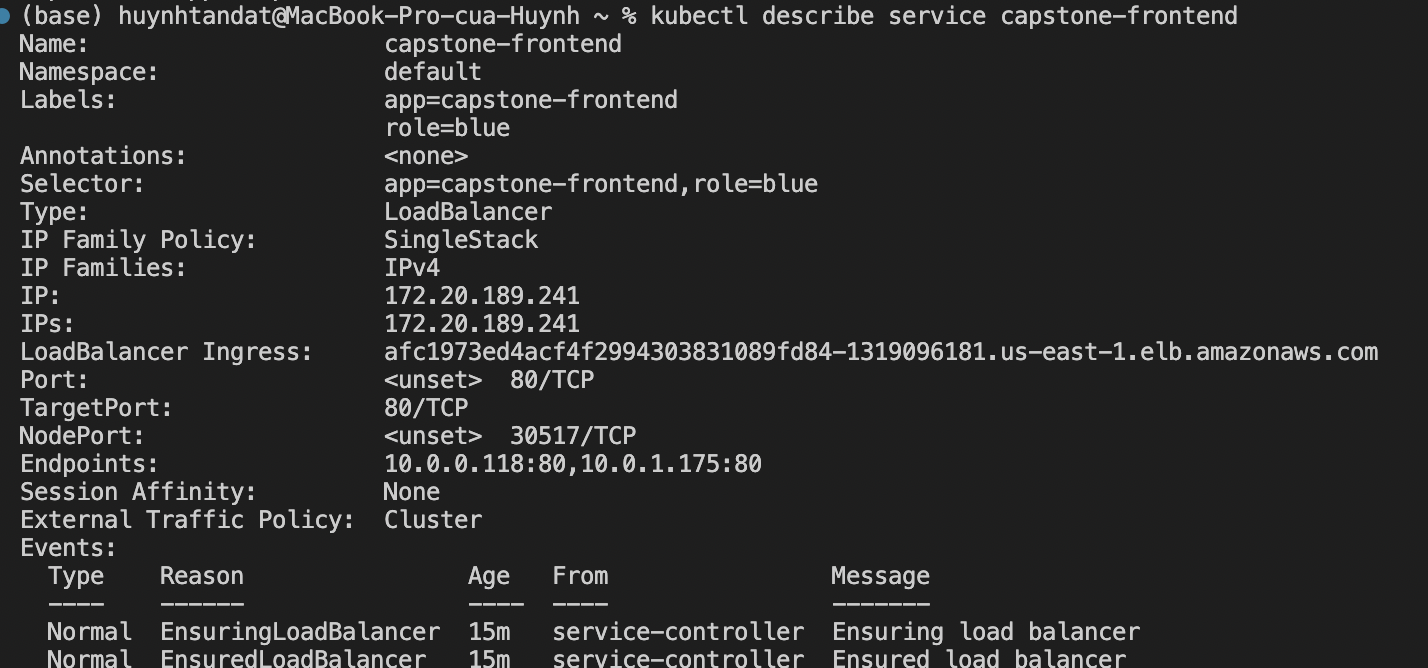 (base) huynhtandat@MacBook-Pro-cua-Huynh ~ % kubectl describe service capstone-frontend
Name:                     capstone-frontend
Namespace:                default
Labels:                   app=capstone-frontend
                          role=blue
Annotations:              <none>
Selector:                 app=capstone-frontend,role=blue
Type:                     LoadBalancer
IP Family Policy:         SingleStack
IP Families:              IPv4
IP:                       172.20.189.241
IPs:                      172.20.189.241
LoadBalancer Ingress:     afc1973ed4acf4f2994303831089fd84-1319096181.us-east-1.elb.amazonaws.com
Port:                     <unset>  80/TCP
TargetPort:               80/TCP
NodePort:                 <unset>  30517/TCP
Endpoints:                10.0.0.118:80,10.0.1.175:80
Session Affinity:         None
External Traffic Policy:  Cluster
Events:
  Type    Reason                Age   From                Message
  ----    ------                ----  ----                -------
  Normal  EnsuringLoadBalancer  15m   service-controller  Ensuring load balancer
  Normal  EnsuredLoadBalancer   15m   service-controller  Ensured load balancer